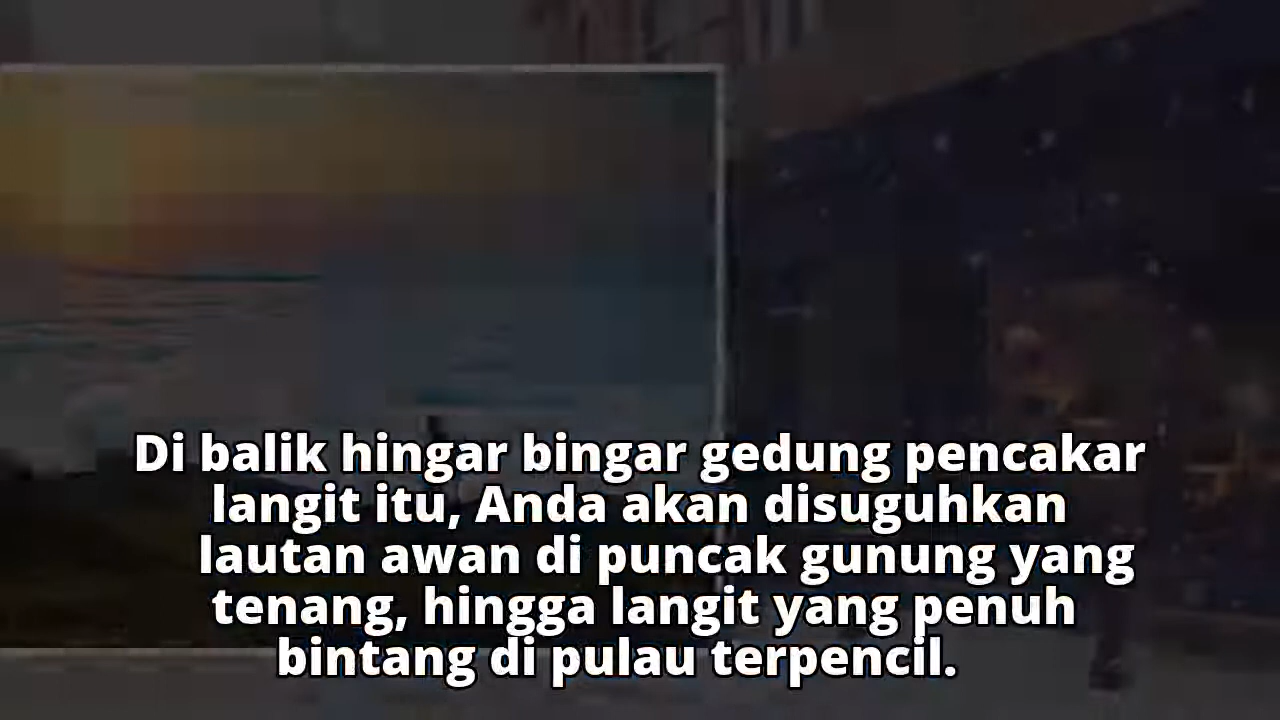 Di balik hingar bingar gedung pencakar
langit itu, Anda akan disuguhkan
lautan awan di puncak gunung yang
tenang, hingga langit yang penuh
bintang di pulau terpencil.